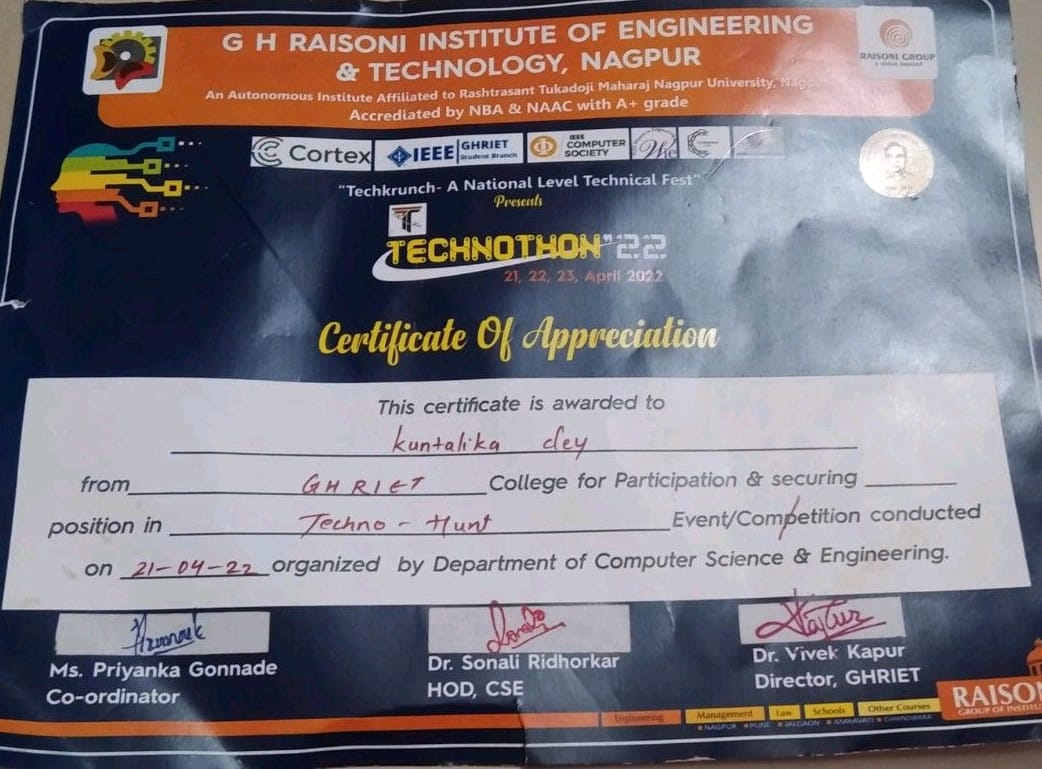 G H RAISONI INSTITUTE OF ENGINEERING
& TECHNOLOGY, NAGPUR
An Autonomous Institute Affiliated to Rashtrasant Tukadoji Maharaj Nagpur University, Nagpur
Accrediated by NBA & NAAC with A+ grade
RAISONI GROUP
a vision beyond
Cortex
IEEE GHRIET
Student Branch
IEEE
COMPUTER
SOCIETY
"Techkrunch- A National Level Technical Fest"
Presents
TECHNOTHON'22
21, 22, 23, April 2022
Certificate Of Appreciation
This certificate is awarded to
kuntalika dey
from GHRIET College for Participation & securing
position in Techno-Hunt Event/Competition conducted
on 21-04-22 organized by Department of Computer Science & Engineering.
Ms. Priyanka Gonnade
Co-ordinator
Dr. Sonali Ridhorkar
HOD, CSE
Dr. Vivek Kapur
Director, GHRIET
Engineering Management Law Schools Other Courses
NAGPUR PUNE JALGAON AMRAVATI CHHINDWARA
RAISONI
GROUP OF INSTITU